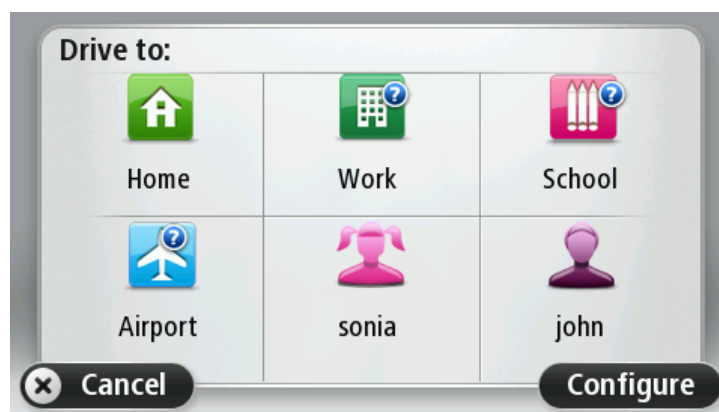 Drive to:
Home
Work
School
Airport
sonia
john
Cancel
Configure